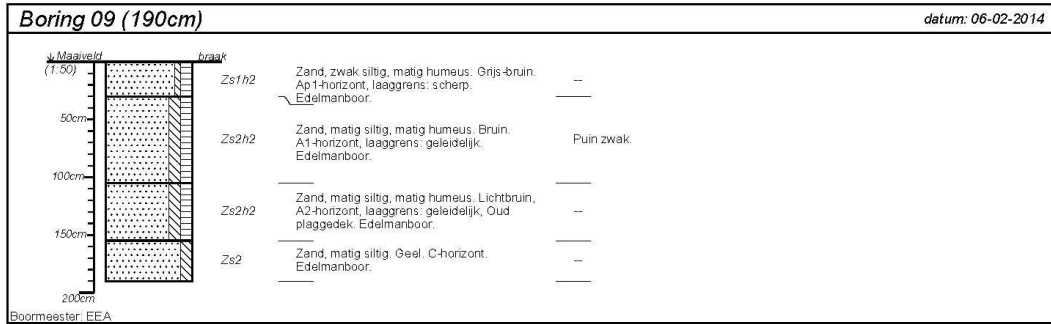 Boring 09 (190cm)
datum: 06-02-2014
↓ Maaiveld
braak
(1:50)
Zs1h2
Zand, zwak siltig, matig humeus. Grijs-bruin.
Ap1-horizont, laaggrens: scherp.
Edelmanboor.
--
50cm
Zs2h2
Zand, matig siltig, matig humeus. Bruin.
A1-horizont, laaggrens: geleidelijk.
Edelmanboor.
Puin zwak.
100cm
Zs2h2
Zand, matig siltig, matig humeus. Lichtbruin,
A2-horizont, laaggrens: geleidelijk, Oud
plaggedek. Edelmanboor.
--
150cm
Zs2
Zand, matig siltig. Geel. C-horizont.
Edelmanboor.
--
200cm
Boormeester: EEA